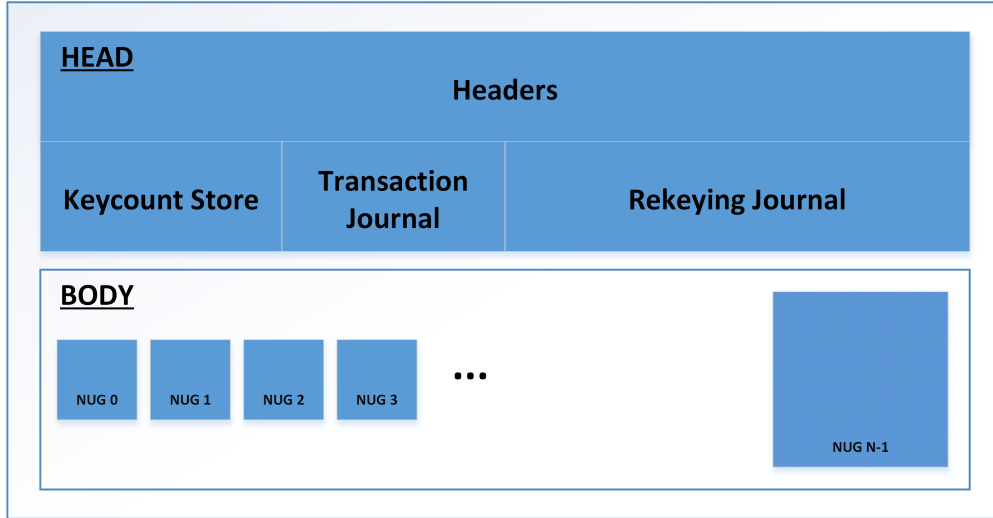 HEAD
Headers
Keycount Store
Transaction
Journal
Rekeying Journal
BODY
NUG 0
NUG 1
NUG 2
NUG 3
...
NUG N-1